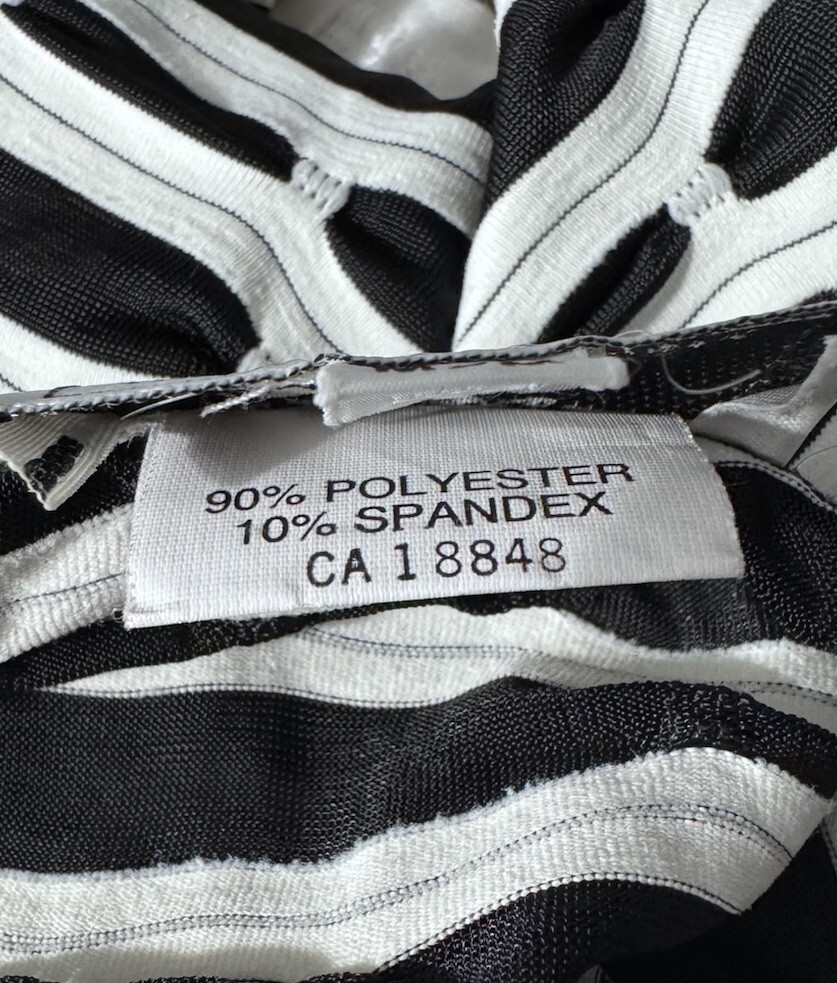 90% POLYESTER
10% SPANDEX
CA 18848